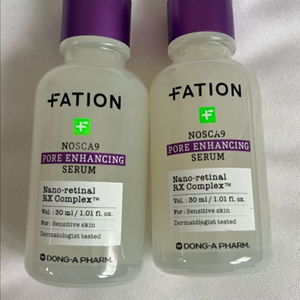 FATION
NOSCA9
PORE ENHANCING
SERUM
Nano-retinal
RX Complex™
Vol. : 30 ml / 1.01 fl. oz.
For : Sensitive skin
Dermatologist tested
DONG-A PHARM.
FATION
NOSCA9
PORE ENHANCING
SERUM
Nano-retinal
RX Complex™
Vol. : 30 ml / 1.01 fl. oz.
For : Sensitive skin
Dermatologist tested
DONG-A PHARM.